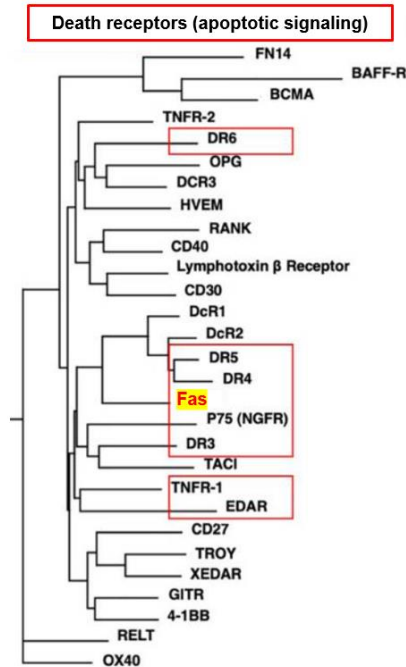 Death receptors (apoptotic signaling)
FN14
BAFF-R
BCMA
TNFR-2
DR6
OPG
DCR3
HVEM
RANK
CD40
Lymphotoxin β Receptor
CD30
DcR1
DcR2
DR5
DR4
Fas
P75 (NGFR)
DR3
TACI
TNFR-1
EDAR
CD27
TROY
XEDAR
GITR
4-1BB
RELT
OX40